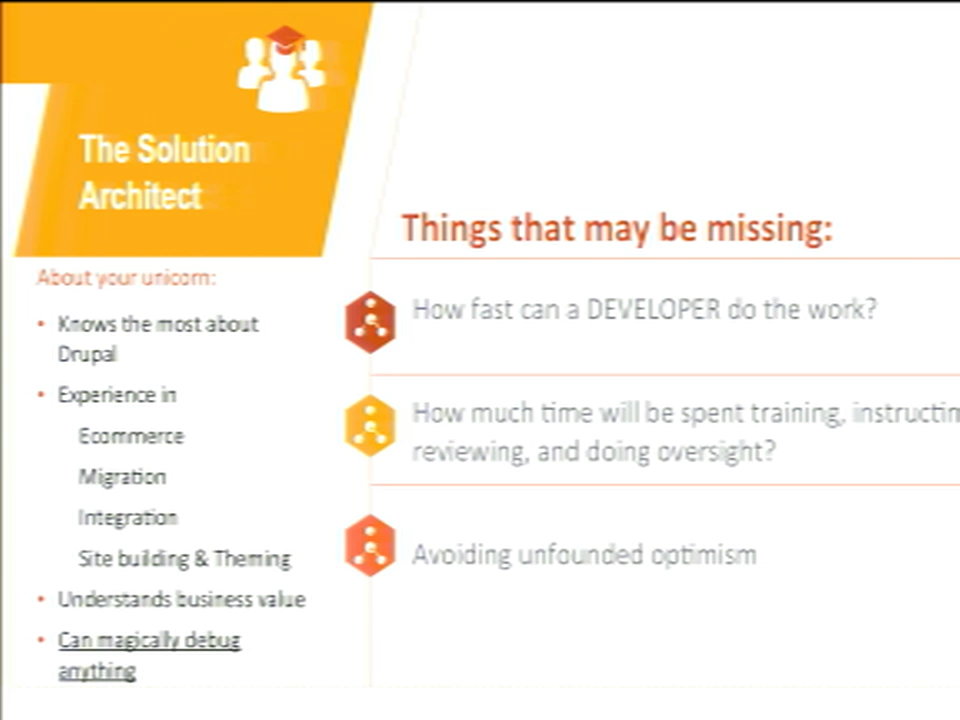 The Solution
Architect
About your unicorn:
• Knows the most about
Drupal
• Experience in
Ecommerce
Migration
Integration
Site building & Theming
• Understands business value
• Can magically debug
anything
Things that may be missing:
How fast can a DEVELOPER do the work?
How much time will be spent training,
reviewing, and doing oversight?
Avoiding unfounded optimism